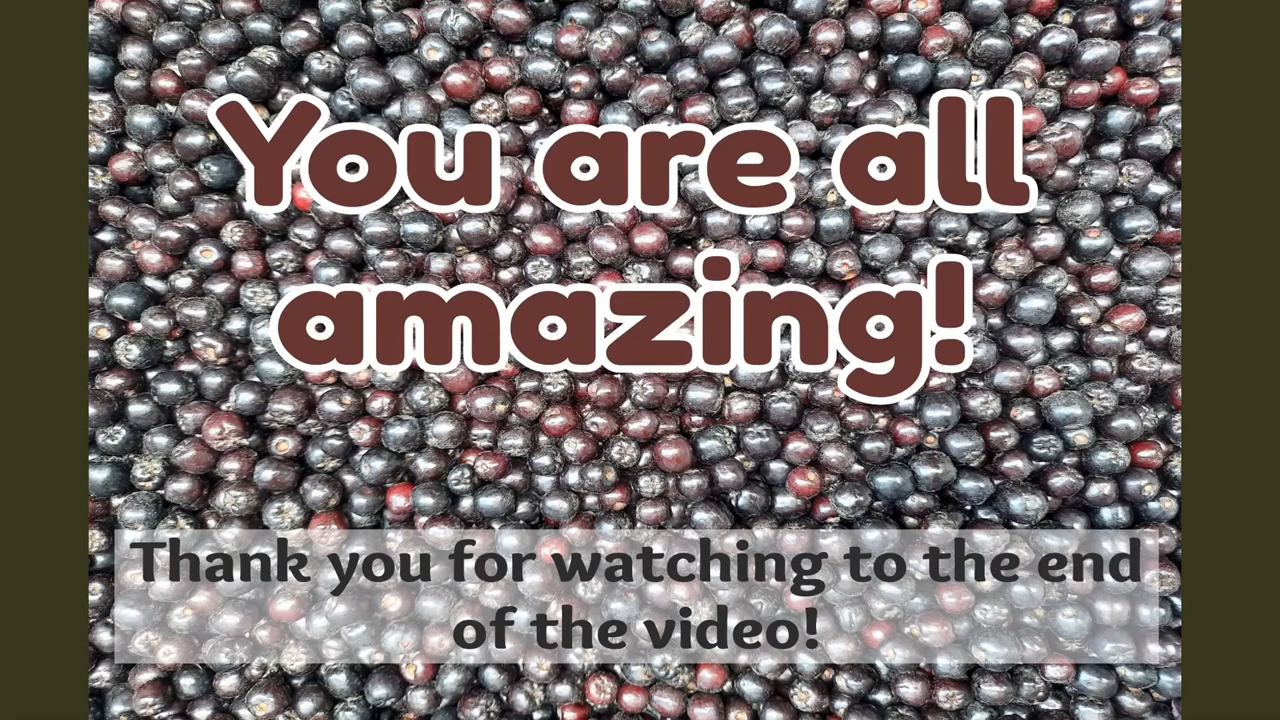 You are all
amazing!
Thank you for watching to the end
of the video!